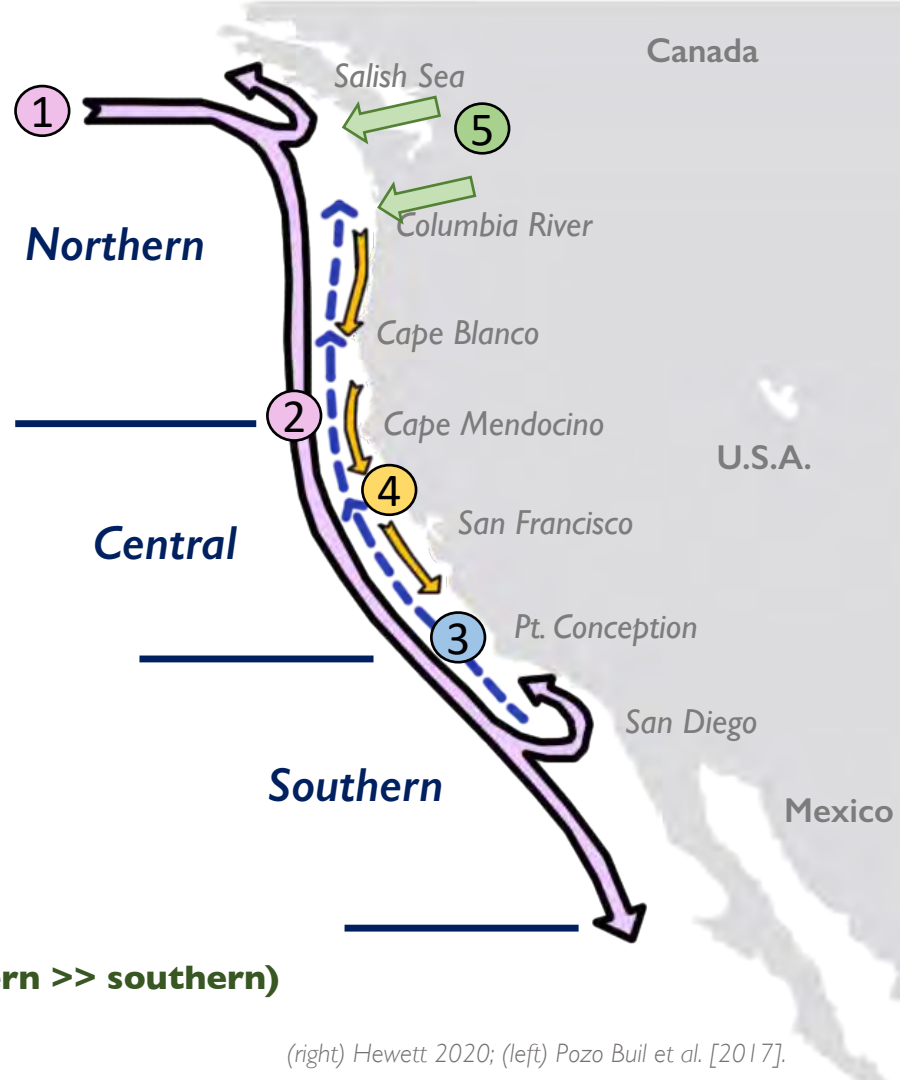 Canada
Salish Sea
1
5
Columbia River
Northern
Cape Blanco
2
Cape Mendocino
U.S.A.
4
San Francisco
Central
3
Pt. Conception
San Diego
Southern
Mexico
rn >> southern)
(right) Hewett 2020; (left) Pozo Buil et al. [2017].